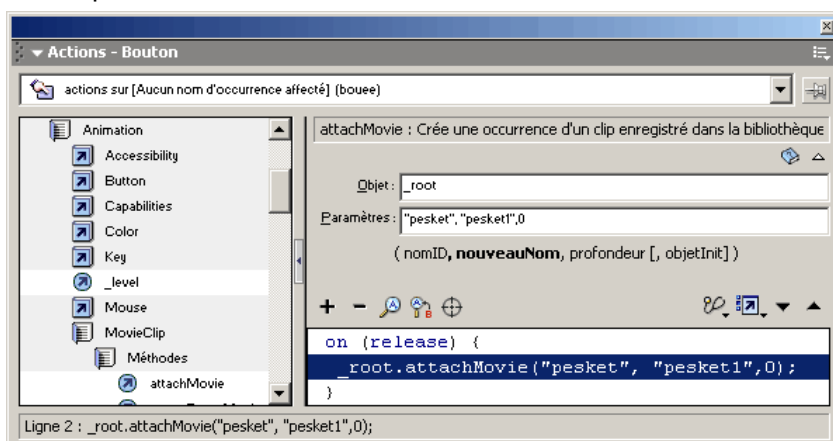 Actions - Bouton
actions sur [Aucun nom d'occurrence affecté] (bouee)
Animation
Accessibility
Button
Capabilities
Color
Key
_level
Mouse
MovieClip
Méthodes
attachMovie
attachMovie : Crée une occurrence d'un clip enregistré dans la bibliothèque
Objet : _root
Paramètres : "pesket", "pesket1",0
( nomID, nouveauNom, profondeur [, objetInit] )
on (release) {
_root.attachMovie("pesket", "pesket1",0);
}
Ligne 2 : _root.attachMovie("pesket", "pesket1",0);